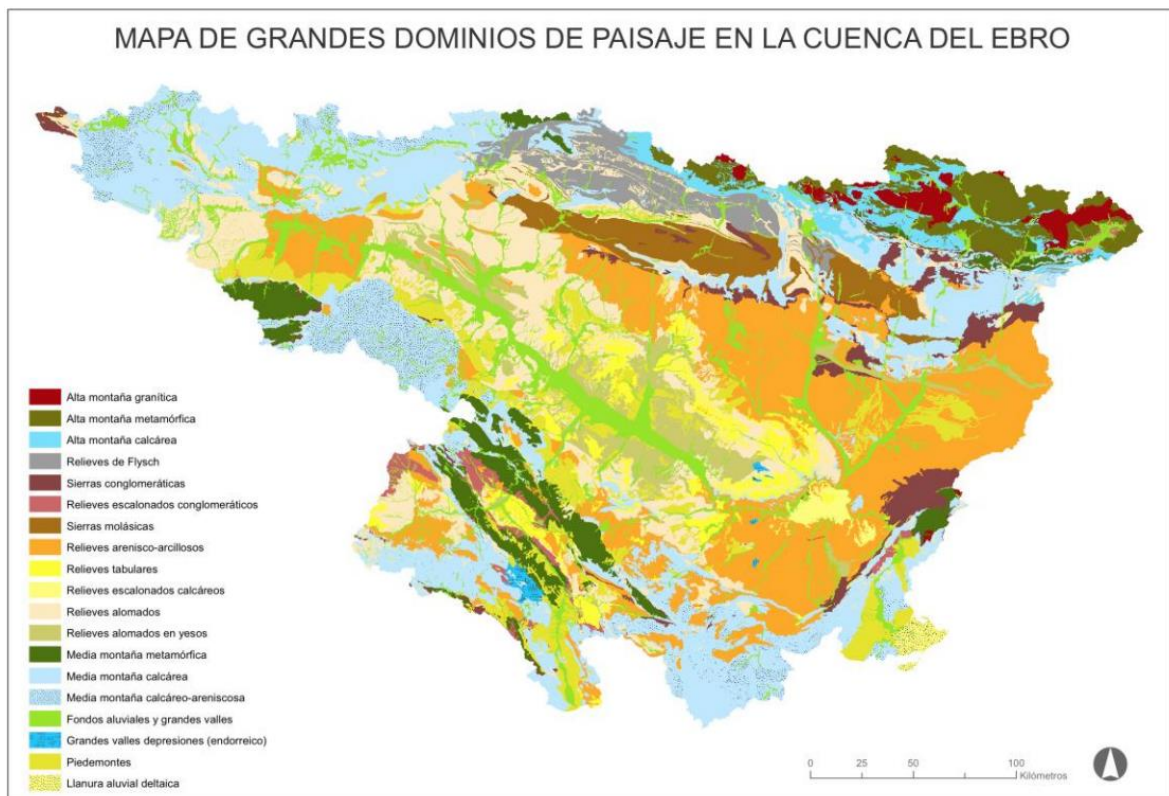 MAPA DE GRANDES DOMINIOS DE PAISAJE EN LA CUENCA DEL EBRO
Alta montaña granítica
Alta montaña metamórfica
Alta montaña calcárea
Relieves de Flysch
Sierras conglomeráticas
Relieves escalonados conglomeráticos
Sierras molásicas
Relieves arenisco-arcillosos
Relieves tabulares
Relieves escalonados calcáreos
Relieves alomados
Relieves alomados en yesos
Media montaña metamórfica
Media montaña calcárea
Media montaña calcáreo-areniscosa
Fondos aluviales y grandes valles
Grandes valles depresiones (endorreico)
Piedemontes
Llanura aluvial deltaica
0 25 50 100
Kilómetros